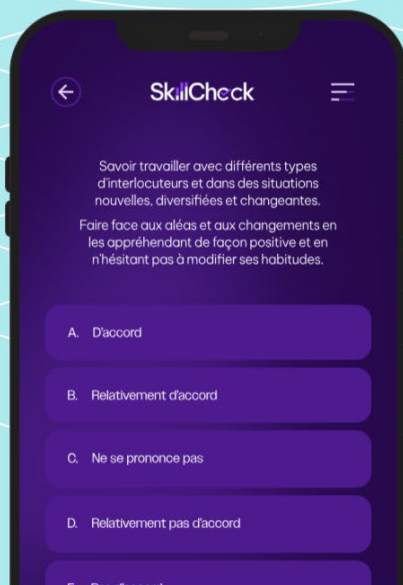 SkillCheck
Savoir travailler avec différents types
d'interlocuteurs et dans des situations
nouvelles, diversifiées et changeantes.
Faire face aux aléas et aux changements en
les appréhendant de façon positive et en
n'hésitant pas à modifier ses habitudes.
A. D'accord
B. Relativement d'accord
C. Ne se prononce pas
D. Relativement pas d'accord